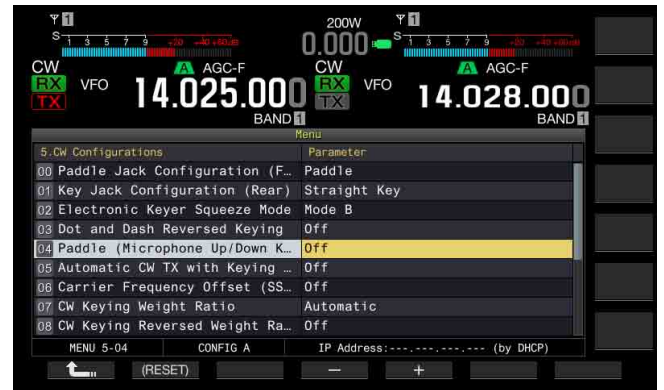 1 200W 1
S 1 3 5 7 9 +20 +40 +60dB 0.000 S 1 3 5 7 9 +20 +40 +60dB
CW A AGC-F CW A AGC-F
RX VFO 14.025.000 RX VFO 14.028.000
TX TX
BAND 1 BAND 1
Menu
5.CW Configurations Parameter
00 Paddle Jack Configuration (F… Paddle
01 Key Jack Configuration (Rear) Straight Key
02 Electronic Keyer Squeeze Mode Mode B
03 Dot and Dash Reversed Keying Off
04 Paddle (Microphone Up/Down K… Off
05 Automatic CW TX with Keying … Off
06 Carrier Frequency Offset (SS… Off
07 CW Keying Weight Ratio Automatic
08 CW Keying Reversed Weight Ra… Off
MENU 5-04 CONFIG A IP Address:---.---.---.--- (by DHCP)
(RESET) − +